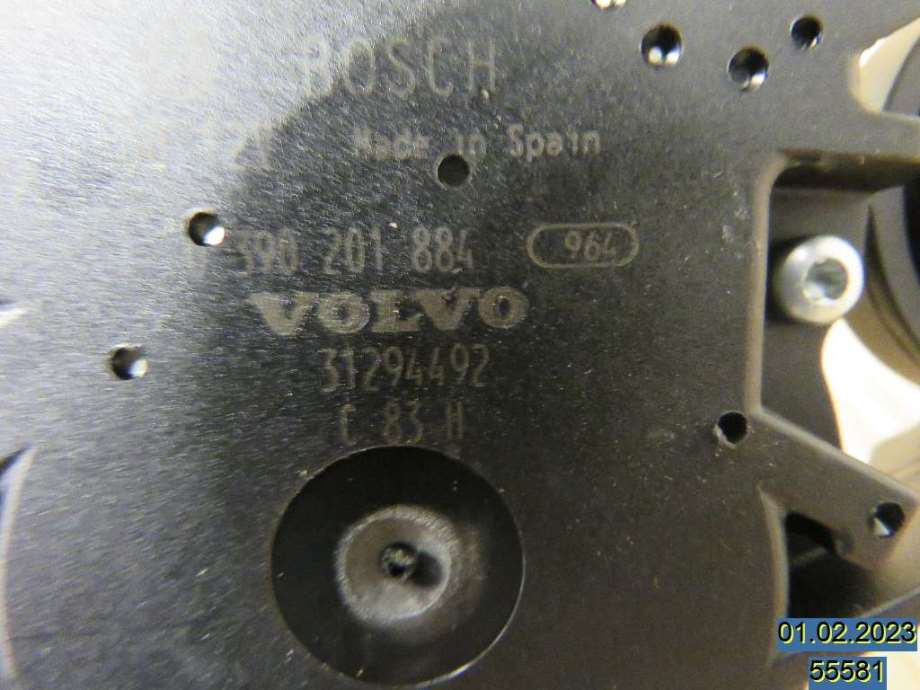 BOSCH
Made in Spain
390 201 884 964
VOLVO
31294492
C 83 H
01.02.2023
55581